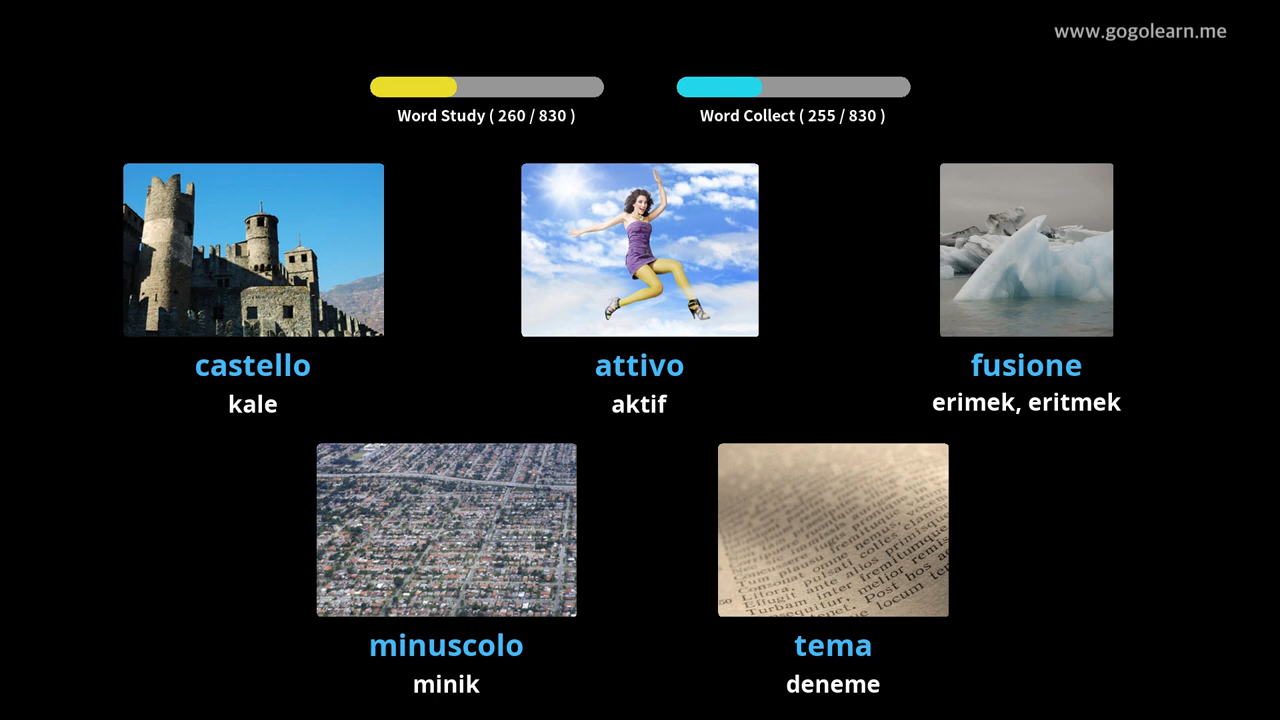 www.gogolearn.me
Word Study ( 260 / 830 )
Word Collect ( 255 / 830 )
castello
attivo
fusione
kale
aktif
erimek, eritmek
minuscolo
tema
minik
deneme